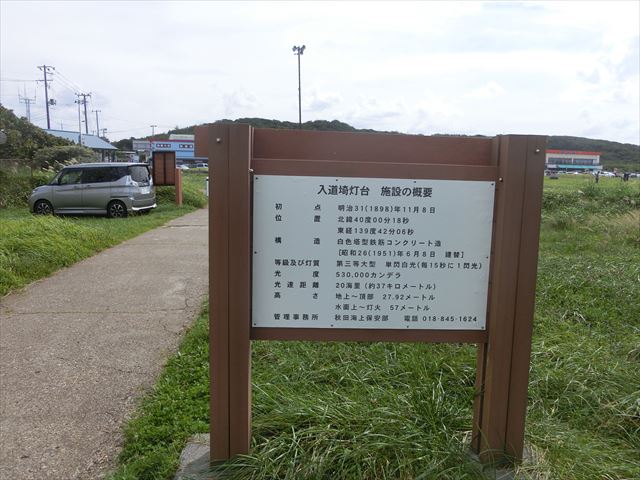 入道埼灯台　施設の概要
初点　明治31(1898)年11月8日
位置　北緯40度00分18秒
東経139度42分06秒
構造　白色塔型鉄筋コンクリート造
[昭和26(1951)年6月8日　建替]
等級及び灯質　第三等大型　単閃白光(毎15秒に1閃光)
光度　530,000カンデラ
光達距離　20海里(約37キロメートル)
高さ　地上～頂部　27.92メートル
水面上～灯火　57メートル
管理事務所　秋田海上保安部　電話 018-845-1624